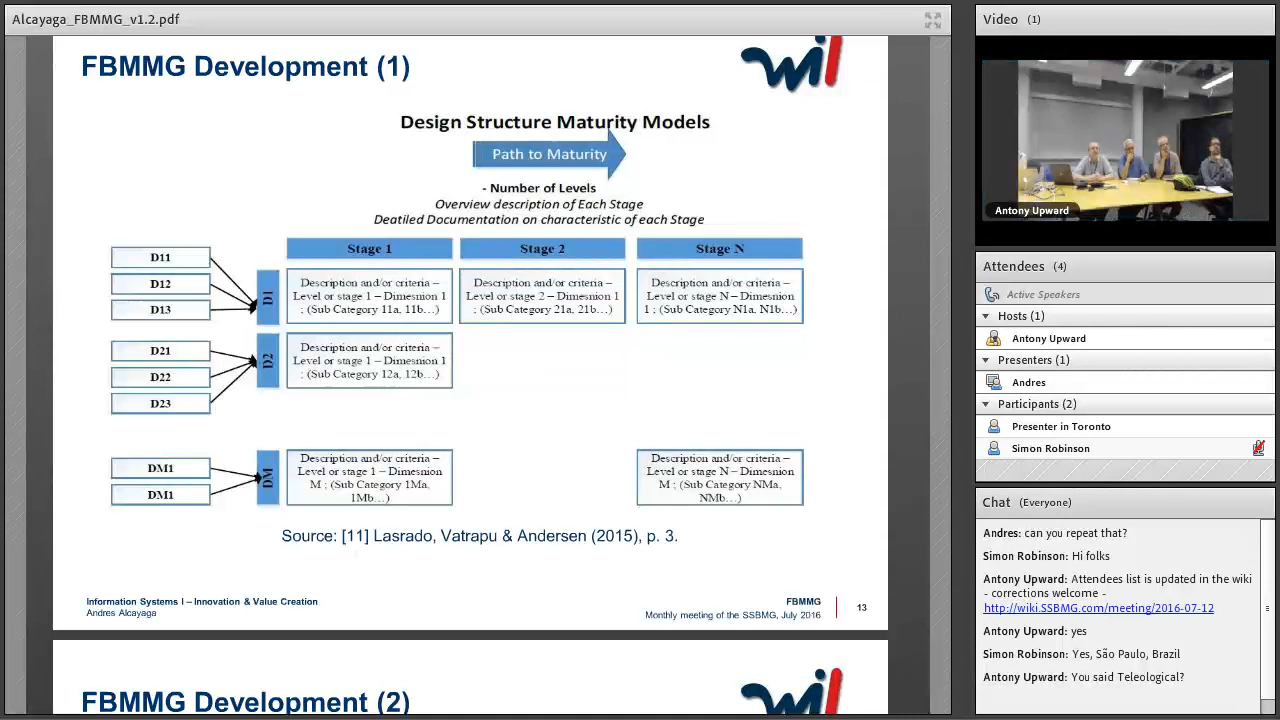 Alcayaga_FBMMG_v1.2.pdf
FBMMG Development (1)
wil
Design Structure Maturity Models
Path to Maturity
- Number of Levels
Overview description of Each Stage
Deatiled Documentation on characteristic of each Stage
Stage 1
Stage 2
Stage N
D11
D12
D13
D1
Description and/or criteria –
Level or stage 1 – Dimesnion 1
; (Sub Category 11a, 11b…)
Description and/or criteria –
Level or stage 2 – Dimesnion 1
; (Sub Category 21a, 21b…)
Description and/or criteria –
Level or stage N – Dimesnion
1 ; (Sub Category N1a, N1b…)
D21
D22
D23
D2
Description and/or criteria –
Level or stage 1 – Dimesnion 1
; (Sub Category 12a, 12b…)
DM1
DM1
DM
Description and/or criteria –
Level or stage 1 – Dimesnion
M ; (Sub Category 1Ma,
1Mb…)
Description and/or criteria –
Level or stage N – Dimesnion
M ; (Sub Category NMa,
NMb…)
Source: [11] Lasrado, Vatrapu & Andersen (2015), p. 3.
Information Systems I – Innovation & Value Creation
Andres Alcayaga
FBMMG
Monthly meeting of the SSBMG, July 2016
13
FBMMG Development (2)
wil
Video (1)
Antony Upward
Attendees (4)
Active Speakers
Hosts (1)
Antony Upward
Presenters (1)
Andres
Participants (2)
Presenter in Toronto
Simon Robinson
Chat (Everyone)
Andres: can you repeat that?
Simon Robinson: Hi folks
Antony Upward: Attendees list is updated in the wiki
- corrections welcome -
http://wiki.SSBMG.com/meeting/2016-07-12
Antony Upward: yes
Simon Robinson: Yes, São Paulo, Brazil
Antony Upward: You said Teleological?